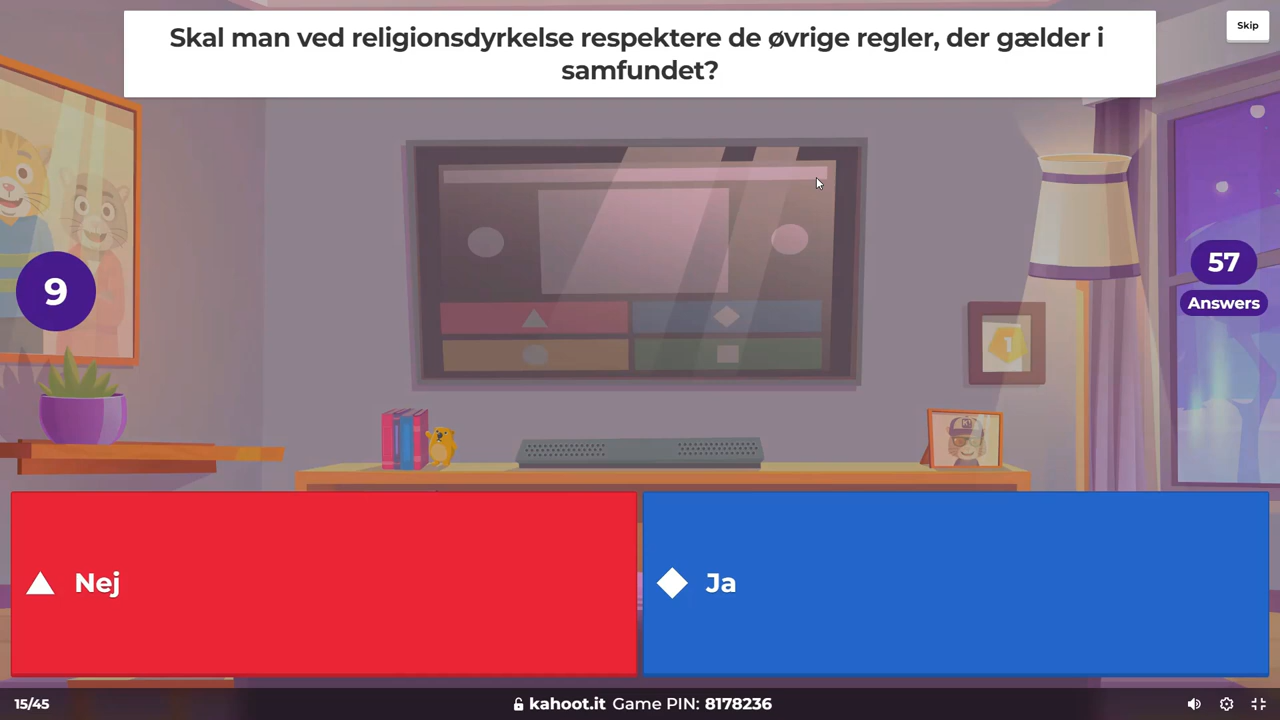 Skal man ved religionsdyrkelse respektere de øvrige regler, der gælder i
samfundet?
Skip
9
57
Answers
1
Nej
Ja
15/45
kahoot.it Game PIN: 8178236